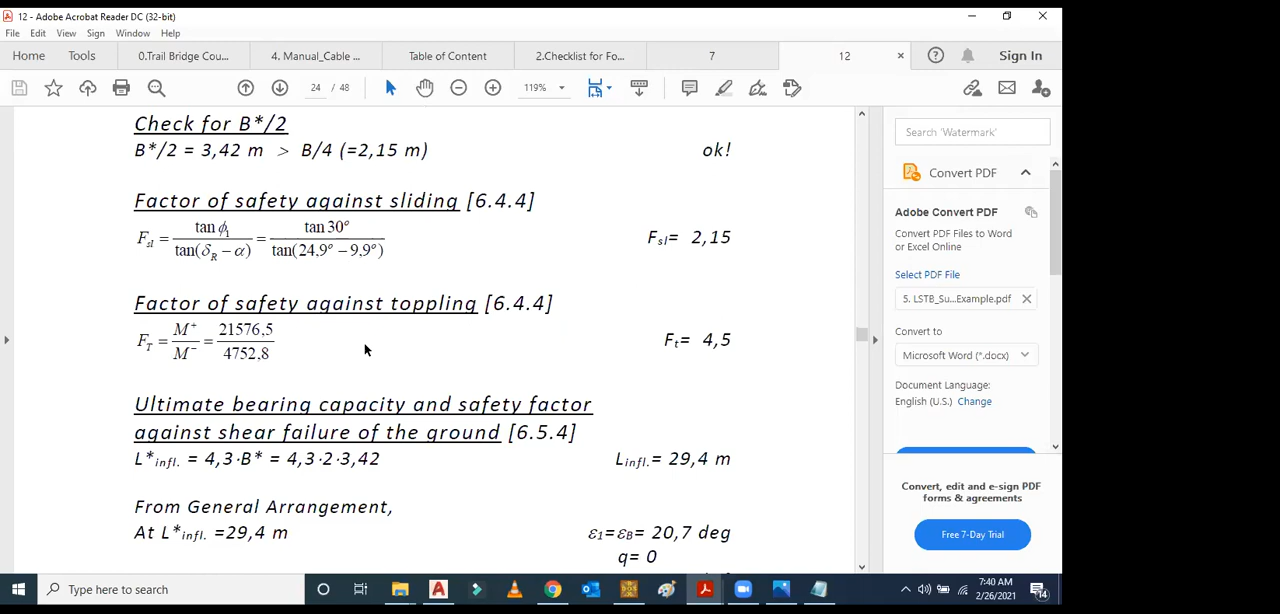 12 - Adobe Acrobat Reader DC (32-bit)
File Edit View Sign Window Help
Home Tools 0.Trail Bridge Cou... 4. Manual_Cable ... Table of Content 2.Checklist for Fo... 7 12 × Sign In
24 / 48 119%
Check for B*/2
B*/2 = 3,42 m > B/4 (=2,15 m) ok!
Factor of safety against sliding [6.4.4]
F_sl = tan ϕ₁ / tan(δ_R − α) = tan 30° / tan(24,9° − 9,9°) Fsl= 2,15
Factor of safety against toppling [6.4.4]
F_T = M⁺ / M⁻ = 21576,5 / 4752,8 Ft= 4,5
Ultimate bearing capacity and safety factor
against shear failure of the ground [6.5.4]
L*infl. = 4,3·B* = 4,3·2·3,42 Linfl.= 29,4 m
From General Arrangement,
At L*infl. =29,4 m ε1=εB= 20,7 deg
q= 0
Search 'Watermark'
Convert PDF
Adobe Convert PDF
Convert PDF Files to Word
or Excel Online
Select PDF File
5. LSTB_Su...Example.pdf ×
Convert to
Microsoft Word (*.docx)
Document Language:
English (U.S.) Change
Convert, edit and e-sign PDF
forms & agreements
Free 7-Day Trial
Type here to search
7:40 AM
2/26/2021
14